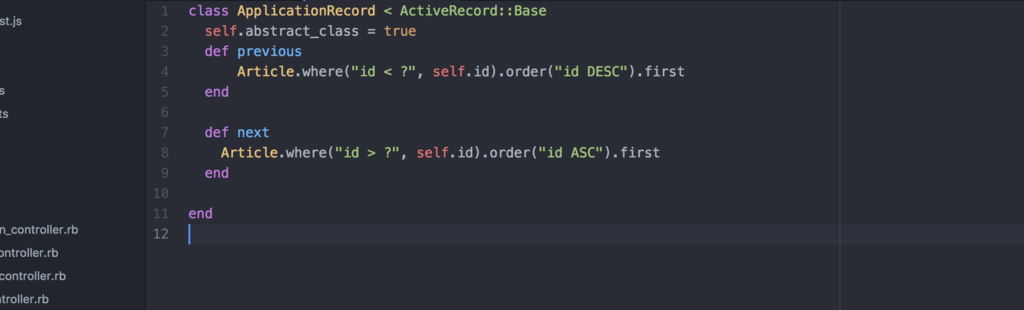 st.js
s
ts
n_controller.rb
ontroller.rb
controller.rb
ntroller.rb
1 class ApplicationRecord < ActiveRecord::Base
2   self.abstract_class = true
3   def previous
4       Article.where("id < ?", self.id).order("id DESC").first
5   end
6
7   def next
8     Article.where("id > ?", self.id).order("id ASC").first
9   end
10
11 end
12